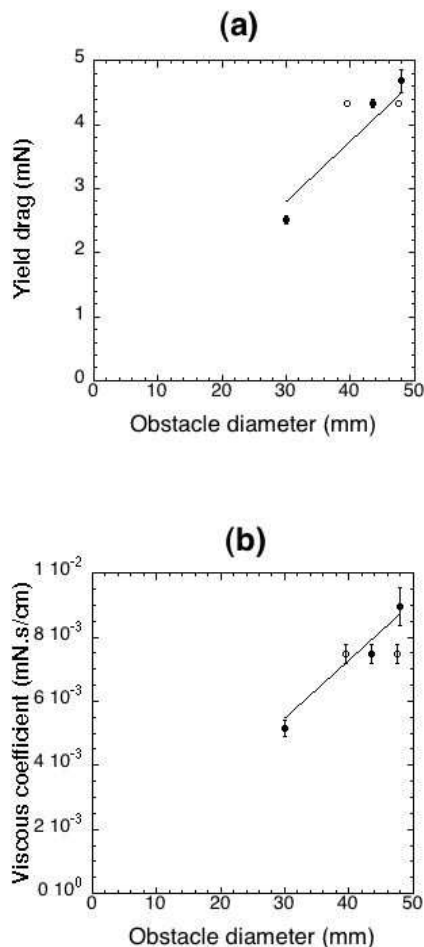 (a)
5
4
3
2
1
0
Yield drag (mN)
0 10 20 30 40 50
Obstacle diameter (mm)
(b)
1 10⁻²
8 10⁻³
6 10⁻³
4 10⁻³
2 10⁻³
0 10⁰
Viscous coefficient (mN.s/cm)
0 10 20 30 40 50
Obstacle diameter (mm)